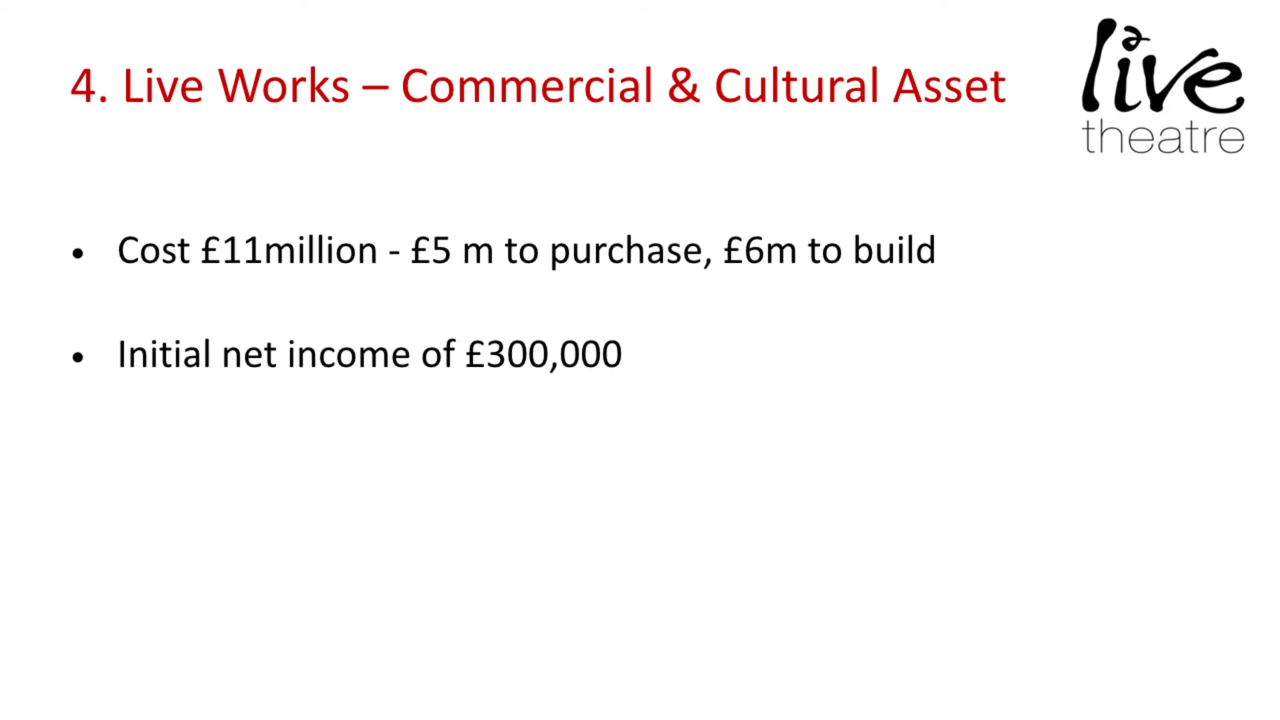 4. Live Works – Commercial & Cultural Asset
live
theatre
• Cost £11million - £5 m to purchase, £6m to build
• Initial net income of £300,000